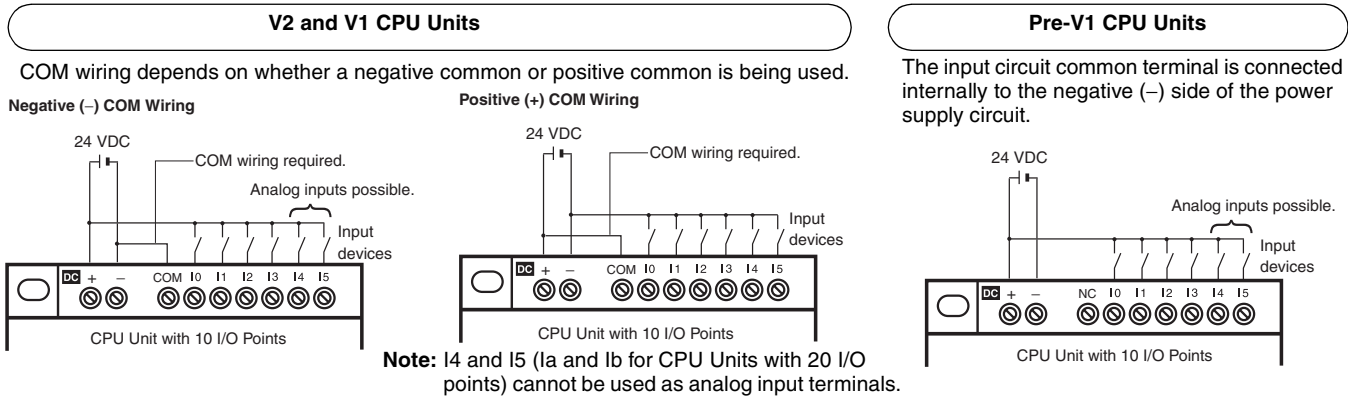 V2 and V1 CPU Units
COM wiring depends on whether a negative common or positive common is being used.
Negative (−) COM Wiring
24 VDC
COM wiring required.
Analog inputs possible.
Input
devices
DC + − COM I0 I1 I2 I3 I4 I5
CPU Unit with 10 I/O Points
Positive (+) COM Wiring
24 VDC
COM wiring required.
Input
devices
DC + − COM I0 I1 I2 I3 I4 I5
CPU Unit with 10 I/O Points
Note: I4 and I5 (Ia and Ib for CPU Units with 20 I/O
points) cannot be used as analog input terminals.
Pre-V1 CPU Units
The input circuit common terminal is connected
internally to the negative (−) side of the power
supply circuit.
24 VDC
Analog inputs possible.
Input
devices
DC + − NC I0 I1 I2 I3 I4 I5
CPU Unit with 10 I/O Points